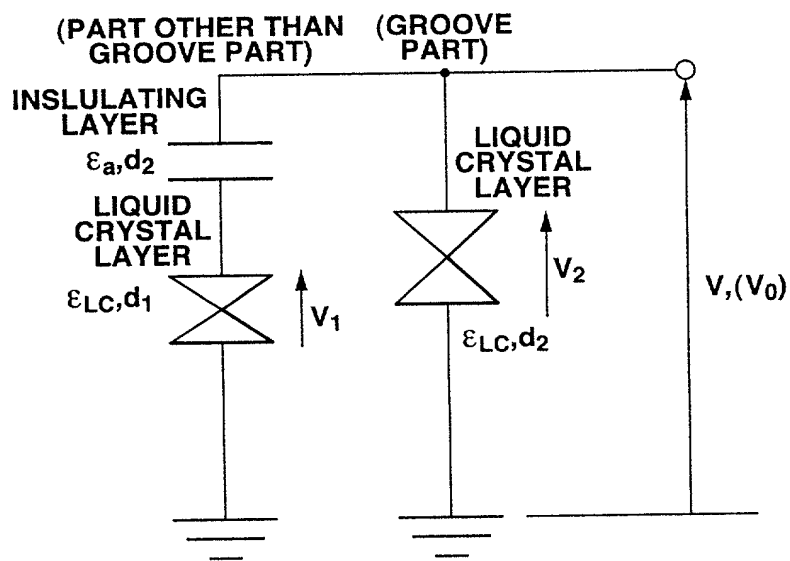 (PART OTHER THAN
GROOVE PART)
(GROOVE
PART)
INSLULATING
LAYER
εa,d2
LIQUID
CRYSTAL
LAYER
εLC,d1
V1
LIQUID
CRYSTAL
LAYER
V2
εLC,d2
V,(V0)